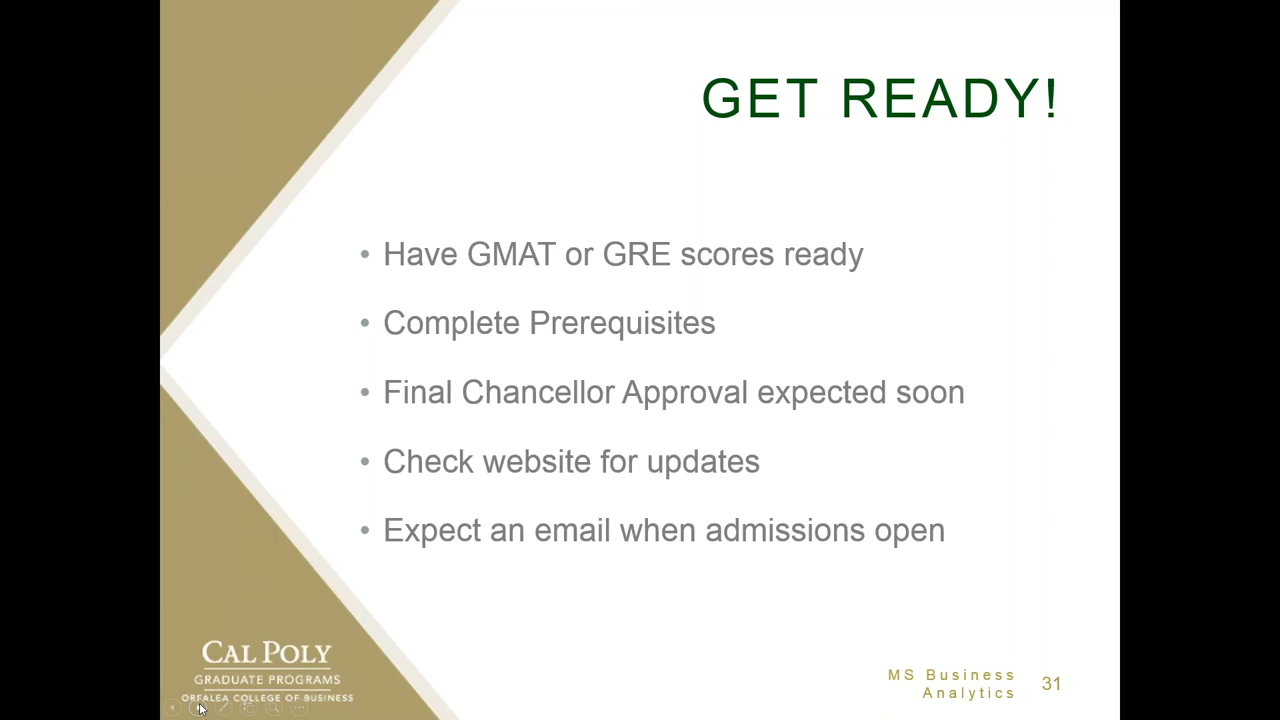 GET READY!
• Have GMAT or GRE scores ready
• Complete Prerequisites
• Final Chancellor Approval expected soon
• Check website for updates
• Expect an email when admissions open
CAL POLY
GRADUATE PROGRAMS
ORFALEA COLLEGE OF BUSINESS
MS Business
Analytics
31